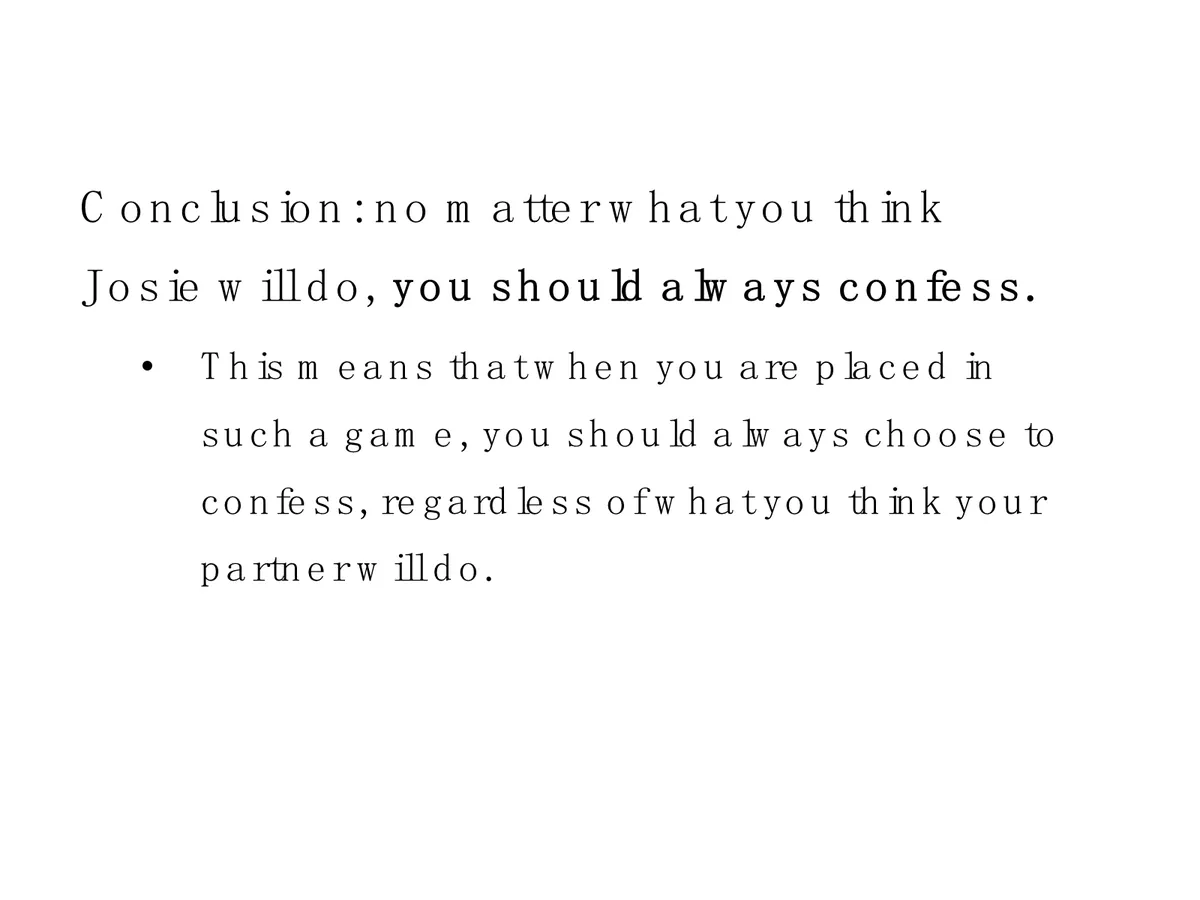 Conclusion: no matter what you think
Josie will do, you should always confess.
• This means that when you are placed in
such a game, you should always choose to
confess, regardless of what you think your
partner will do.